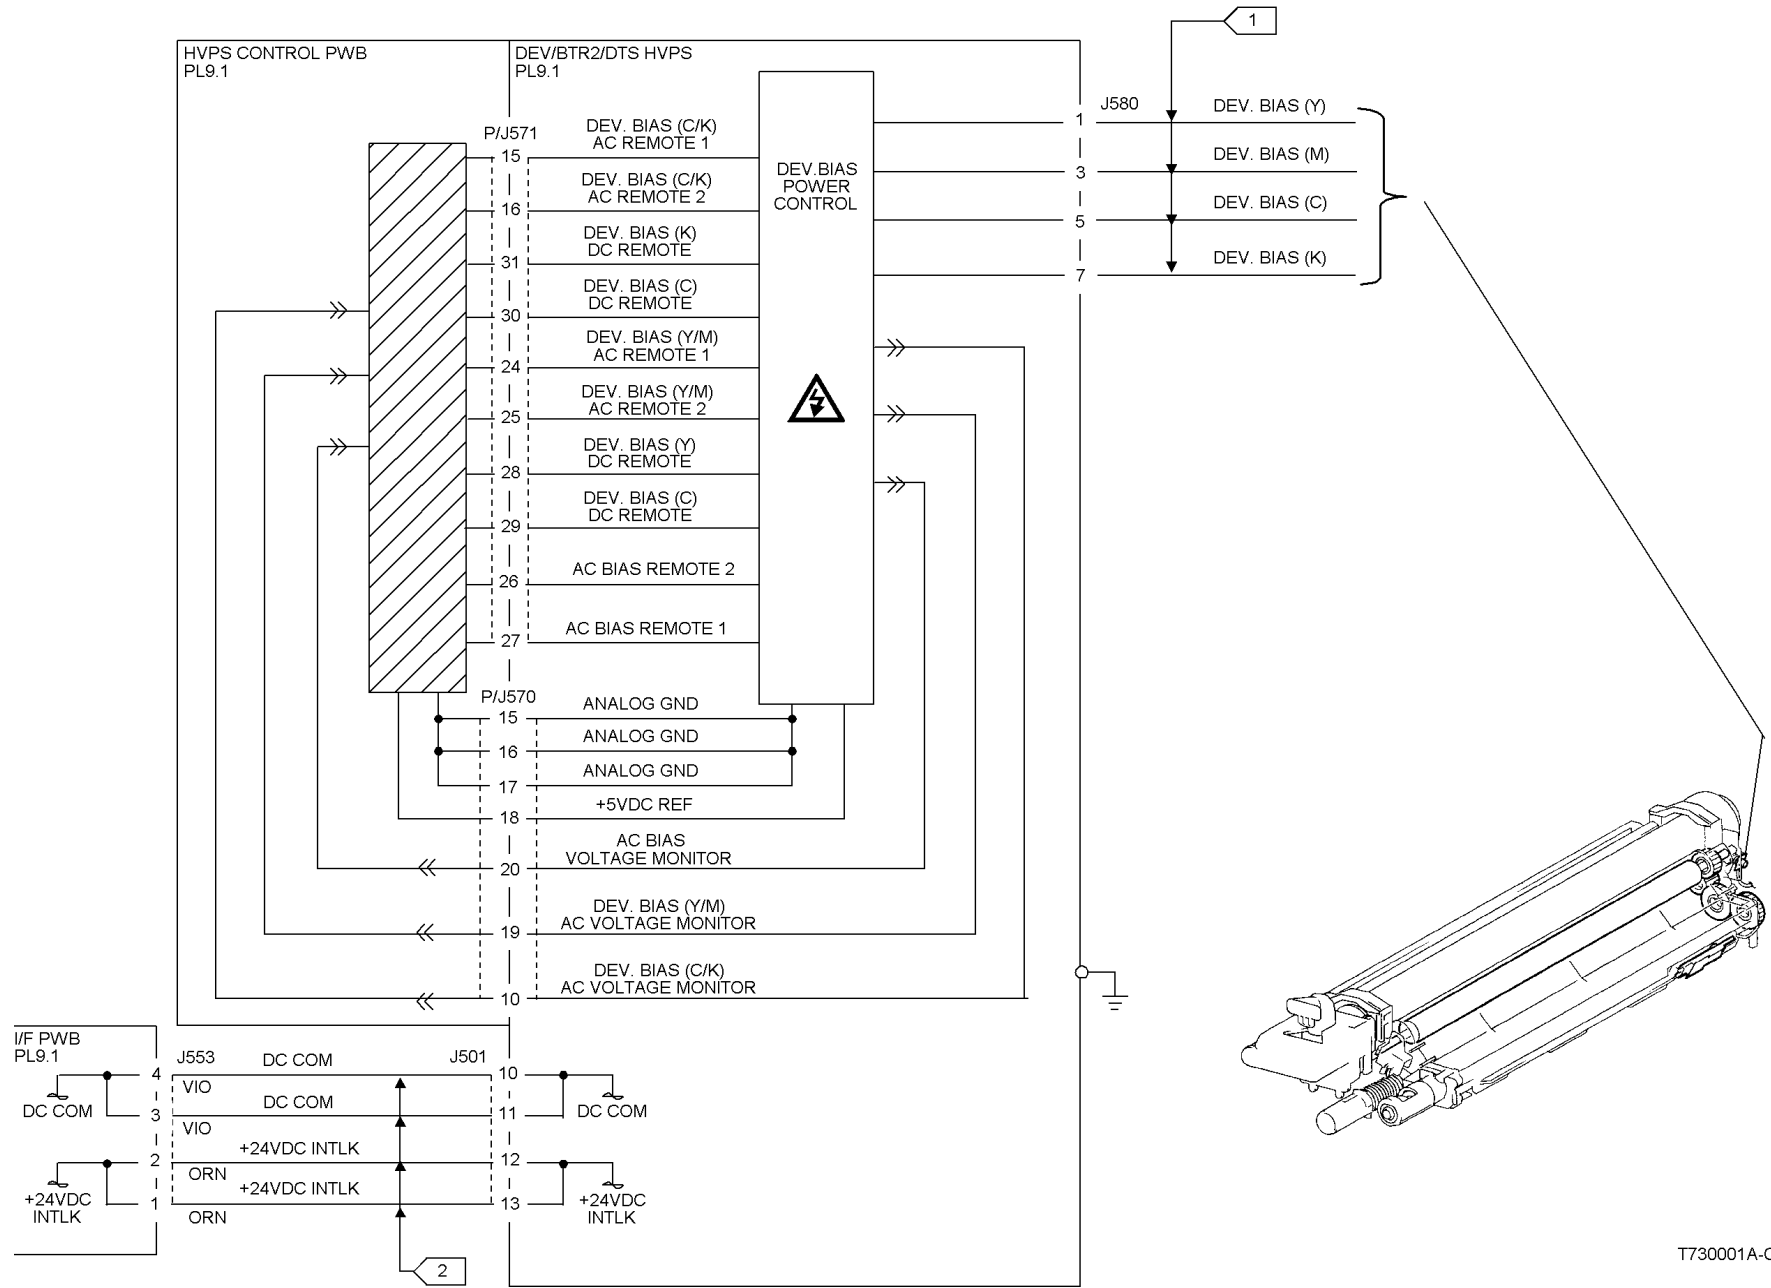 1
HVPS CONTROL PWB
PL9.1
DEV/BTR2/DTS HVPS
PL9.1
J580
DEV. BIAS (Y)
1
DEV. BIAS (M)
3
DEV. BIAS (C)
5
DEV. BIAS (K)
7
P/J571
DEV.BIAS
POWER
CONTROL
DEV. BIAS (C/K)
AC REMOTE 1
15
DEV. BIAS (C/K)
AC REMOTE 2
16
DEV. BIAS (K)
DC REMOTE
31
DEV. BIAS (C)
DC REMOTE
30
DEV. BIAS (Y/M)
AC REMOTE 1
24
DEV. BIAS (Y/M)
AC REMOTE 2
25
DEV. BIAS (Y)
DC REMOTE
28
DEV. BIAS (C)
DC REMOTE
29
AC BIAS REMOTE 2
26
AC BIAS REMOTE 1
27
P/J570
ANALOG GND
15
ANALOG GND
16
ANALOG GND
17
+5VDC REF
18
AC BIAS
VOLTAGE MONITOR
20
DEV. BIAS (Y/M)
AC VOLTAGE MONITOR
19
DEV. BIAS (C/K)
AC VOLTAGE MONITOR
10
I/F PWB
PL9.1
J553
DC COM
J501
4
VIO
10
DC COM
DC COM
3
VIO
11
DC COM
+24VDC INTLK
2
ORN
12
+24VDC
INTLK
+24VDC INTLK
1
ORN
13
+24VDC
INTLK
2
T730001A-C